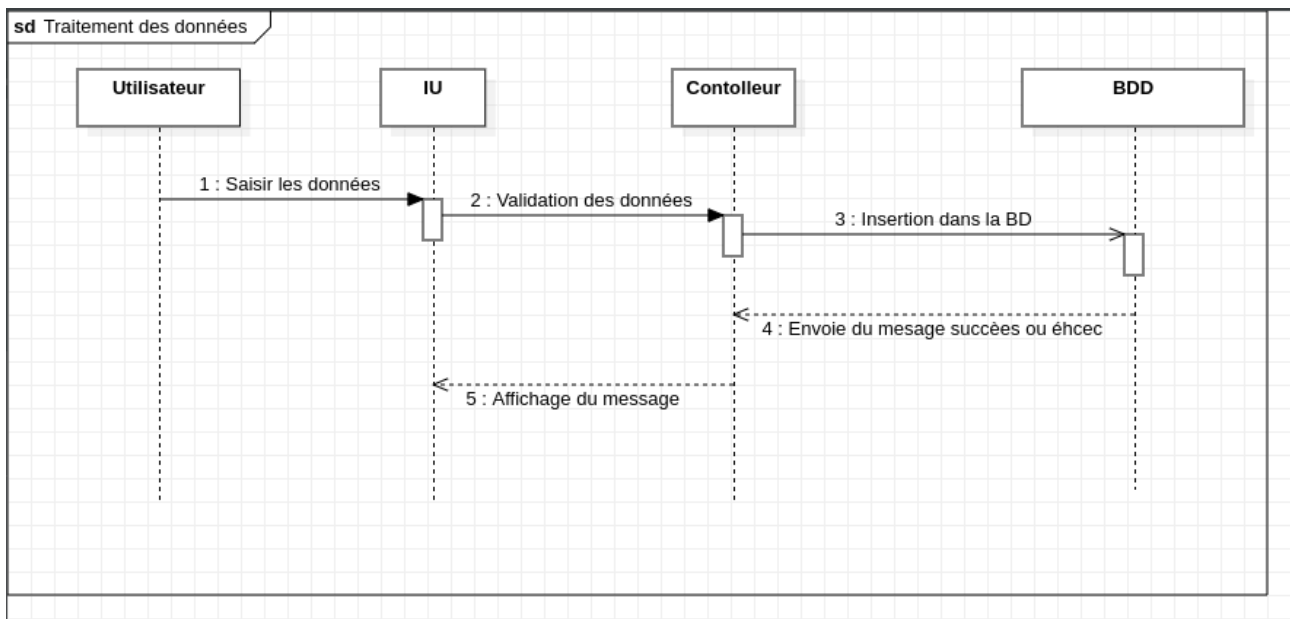 sd Traitement des données
Utilisateur
IU
Contolleur
BDD
1 : Saisir les données
2 : Validation des données
3 : Insertion dans la BD
4 : Envoie du mesage succèes ou éhcec
5 : Affichage du message